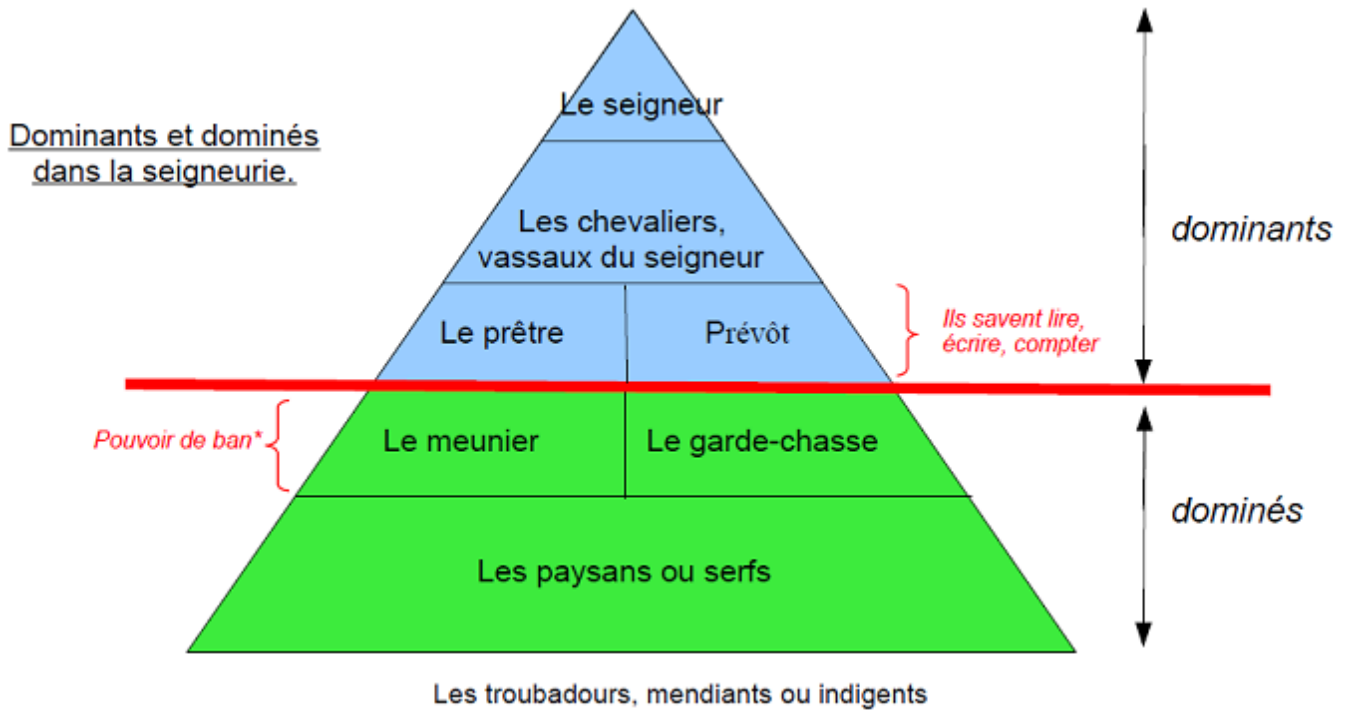 Dominants et dominés
dans la seigneurie.
Le seigneur
Les chevaliers,
vassaux du seigneur
dominants
Le prêtre
Prévôt
Ils savent lire,
écrire, compter
Pouvoir de ban*
Le meunier
Le garde-chasse
dominés
Les paysans ou serfs
Les troubadours, mendiants ou indigents